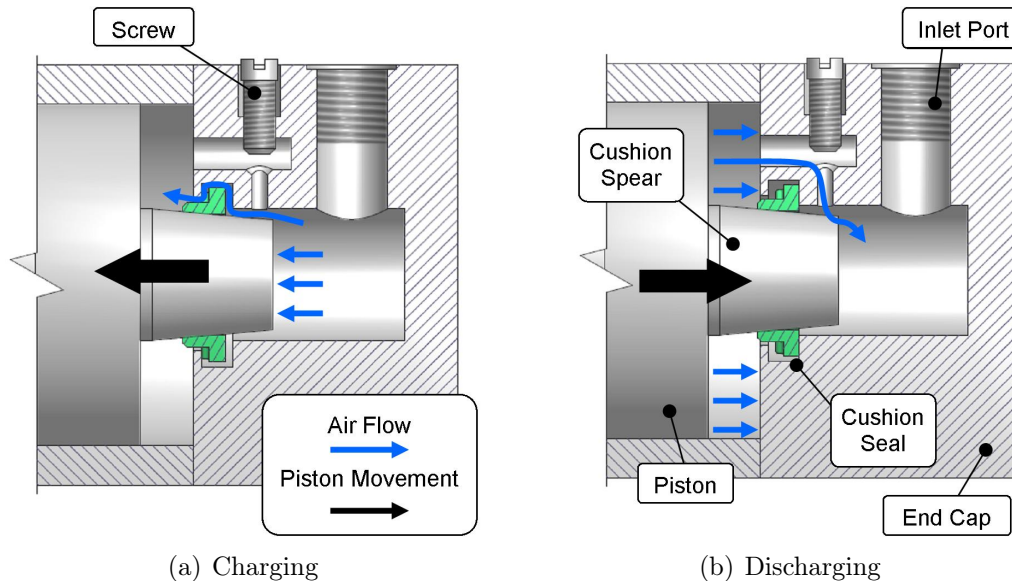 Screw
Inlet Port
Cushion
Spear
Air Flow
Piston Movement
Cushion
Seal
Piston
End Cap
(a) Charging
(b) Discharging